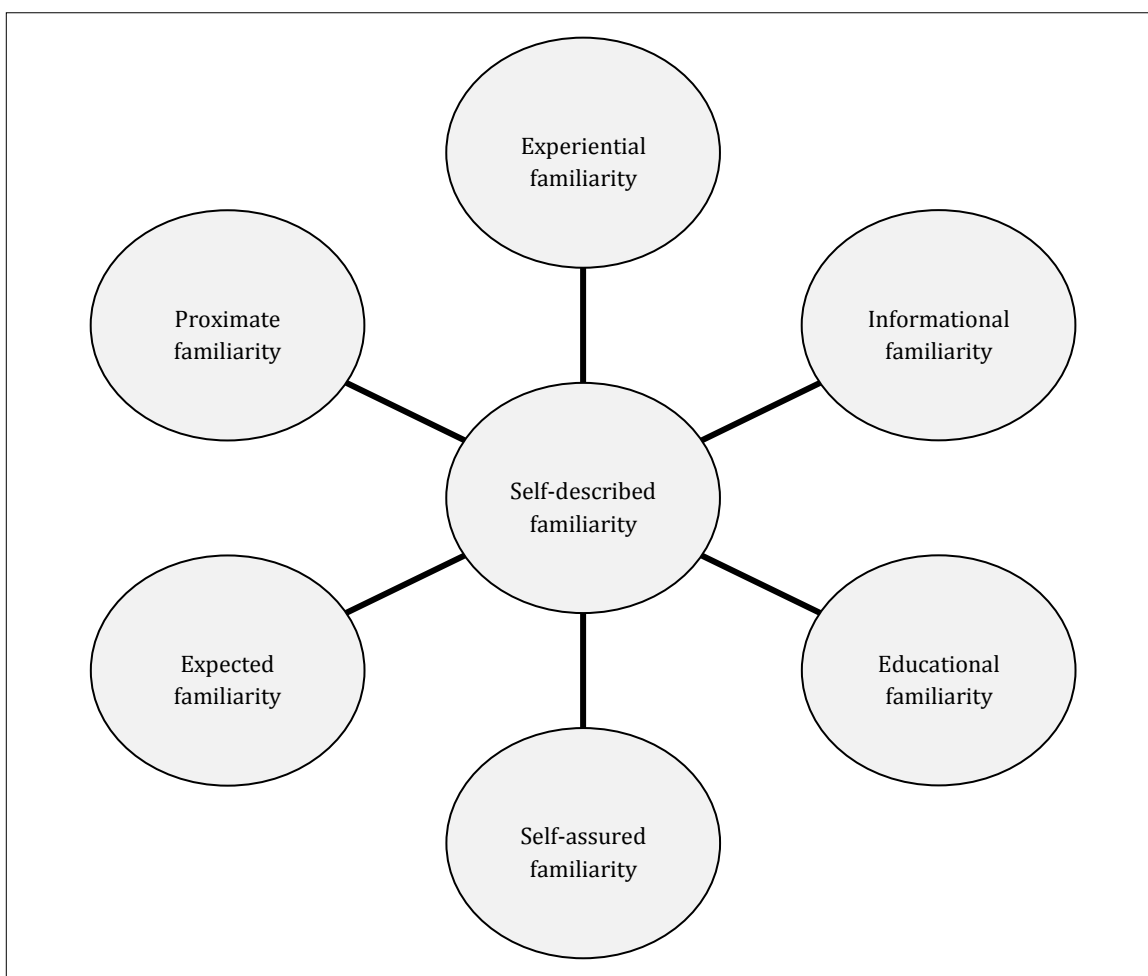 Experiential
familiarity
Proximate
familiarity
Informational
familiarity
Self-described
familiarity
Expected
familiarity
Educational
familiarity
Self-assured
familiarity